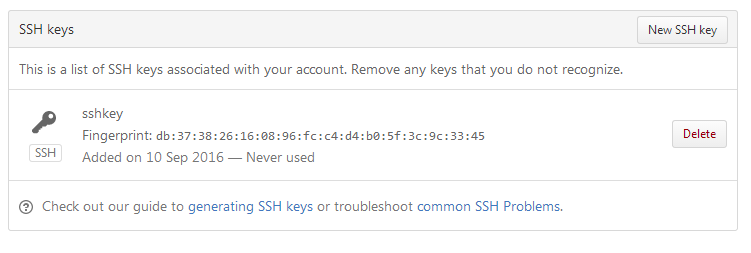 SSH keys
New SSH key
This is a list of SSH keys associated with your account. Remove any keys that you do not recognize.
sshkey
Fingerprint: db:37:38:26:16:08:96:fc:c4:d4:b0:5f:3c:9c:33:45
Delete
SSH
Added on 10 Sep 2016 — Never used
Check out our guide to generating SSH keys or troubleshoot common SSH Problems.